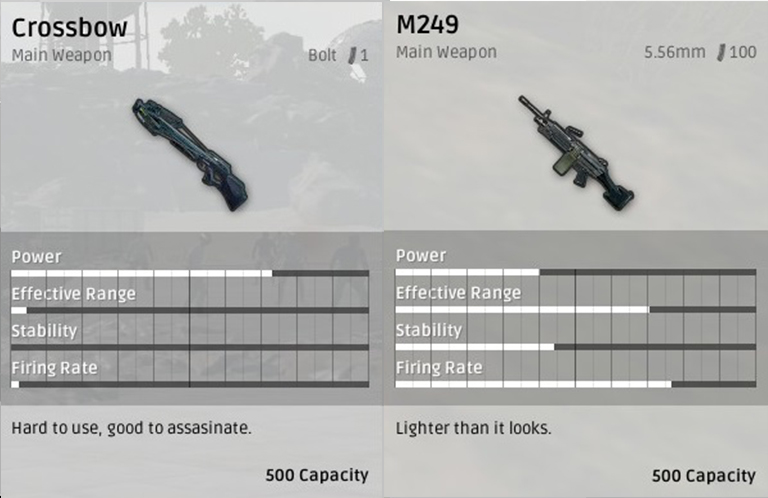 Crossbow
Main Weapon
Bolt 1
Power
Effective Range
Stability
Firing Rate
Hard to use, good to assasinate.
500 Capacity
M249
Main Weapon
5.56mm 100
Power
Effective Range
Stability
Firing Rate
Lighter than it looks.
500 Capacity